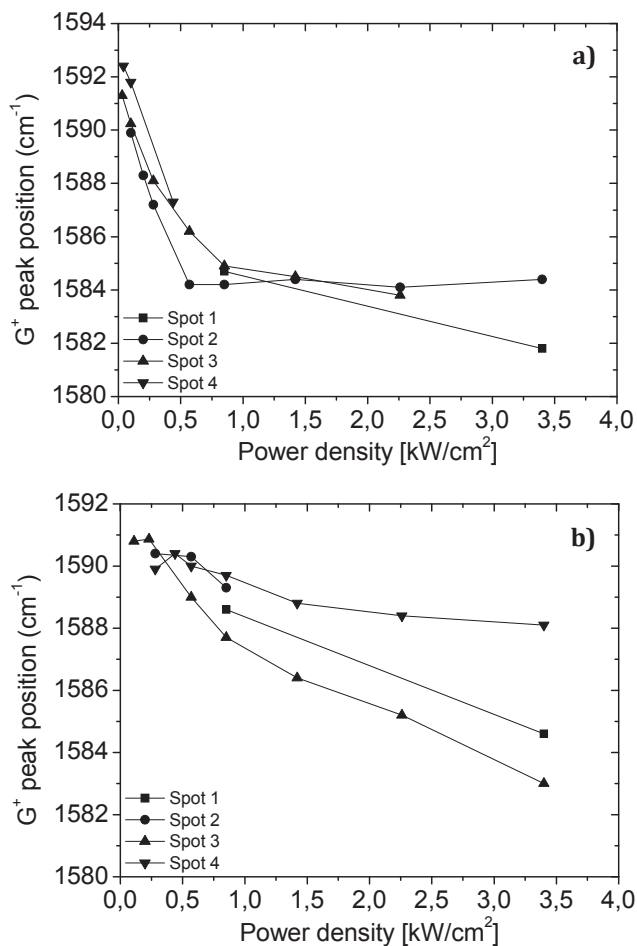 a)
1594
1592
1590
1588
1586
1584
1582
1580
G⁺ peak position (cm⁻¹)
Spot 1
Spot 2
Spot 3
Spot 4
0,0 0,5 1,0 1,5 2,0 2,5 3,0 3,5 4,0
Power density [kW/cm²]
b)
1592
1590
1588
1586
1584
1582
1580
G⁺ peak position (cm⁻¹)
Spot 1
Spot 2
Spot 3
Spot 4
0,0 0,5 1,0 1,5 2,0 2,5 3,0 3,5 4,0
Power density [kW/cm²]